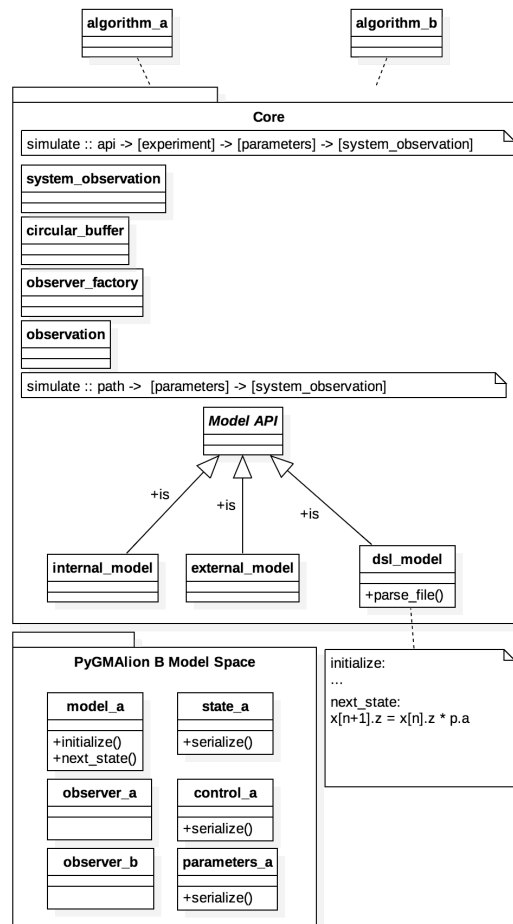 algorithm_a
algorithm_b
Core
simulate :: api -> [experiment] -> [parameters] -> [system_observation]
system_observation
circular_buffer
observer_factory
observation
simulate :: path ->  [parameters] -> [system_observation]
Model API
+is
+is
+is
internal_model
external_model
dsl_model
+parse_file()
PyGMAlion B Model Space
model_a
+initialize()
+next_state()
state_a
+serialize()
observer_a
control_a
+serialize()
observer_b
parameters_a
+serialize()
initialize:
...
next_state:
x[n+1].z = x[n].z * p.a